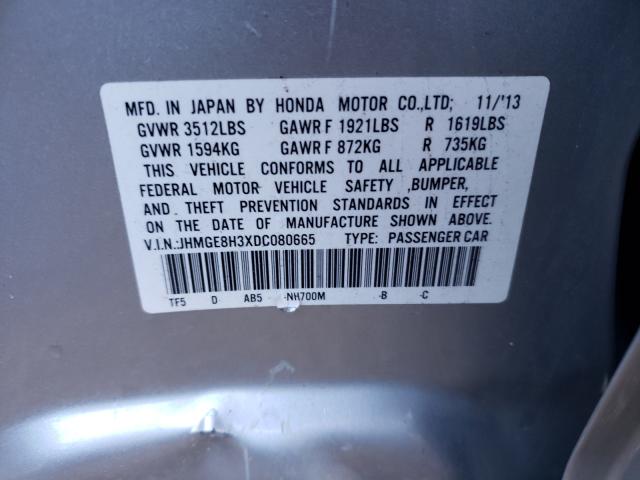 MFD. IN JAPAN BY HONDA MOTOR CO.,LTD; 11/'13
GVWR 3512LBS GAWR F 1921LBS R 1619LBS
GVWR 1594KG GAWR F 872KG R 735KG
THIS VEHICLE CONFORMS TO ALL APPLICABLE
FEDERAL MOTOR VEHICLE SAFETY ,BUMPER,
AND THEFT PREVENTION STANDARDS IN EFFECT
ON THE DATE OF MANUFACTURE SHOWN ABOVE.
V.I.N.:JHMGE8H3XDC080665 TYPE: PASSENGER CAR
TF5 D AB5 -NH700M -B -C